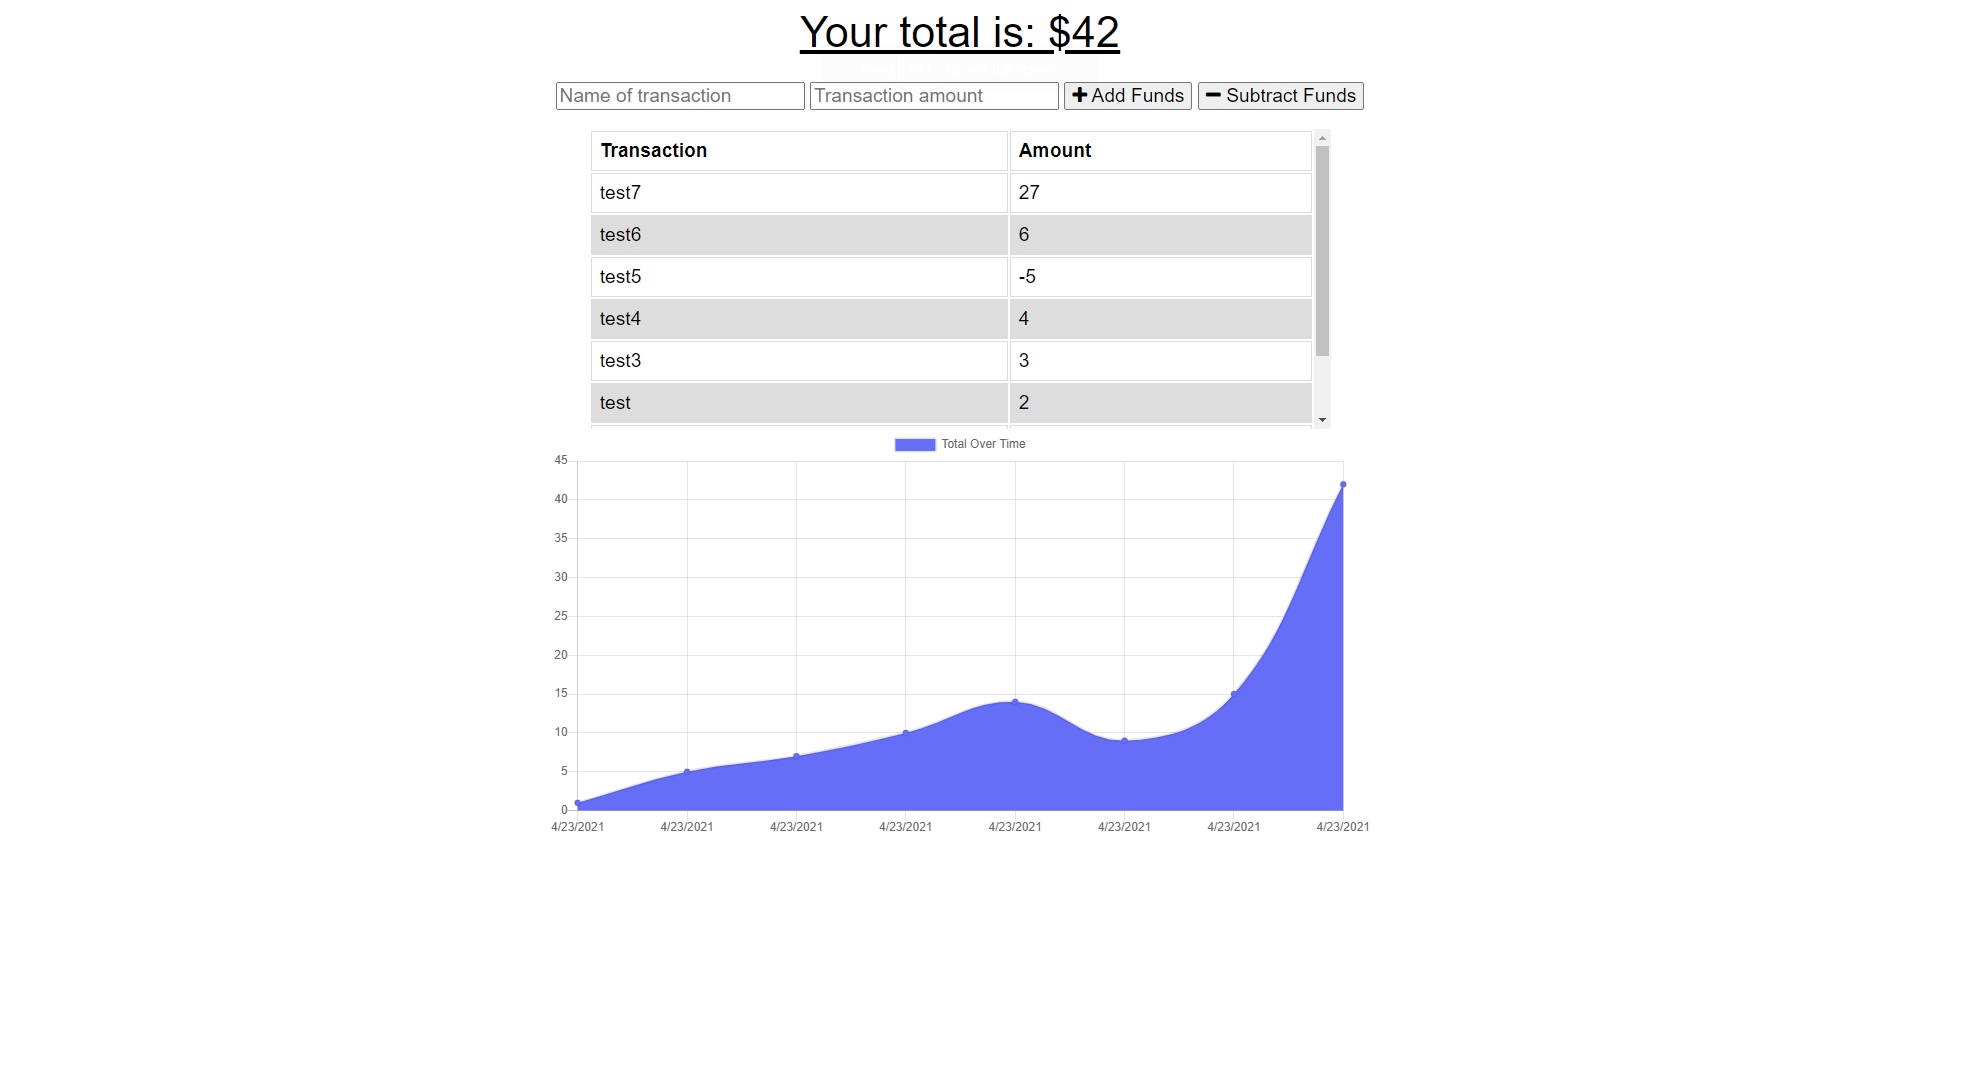 Your total is: $42
Name of transaction Transaction amount Add Funds Subtract Funds
Transaction Amount
test7 27
test6 6
test5 -5
test4 4
test3 3
test 2
Total Over Time
45
40
35
30
25
20
15
10
5
0
4/23/2021 4/23/2021 4/23/2021 4/23/2021 4/23/2021 4/23/2021 4/23/2021 4/23/2021